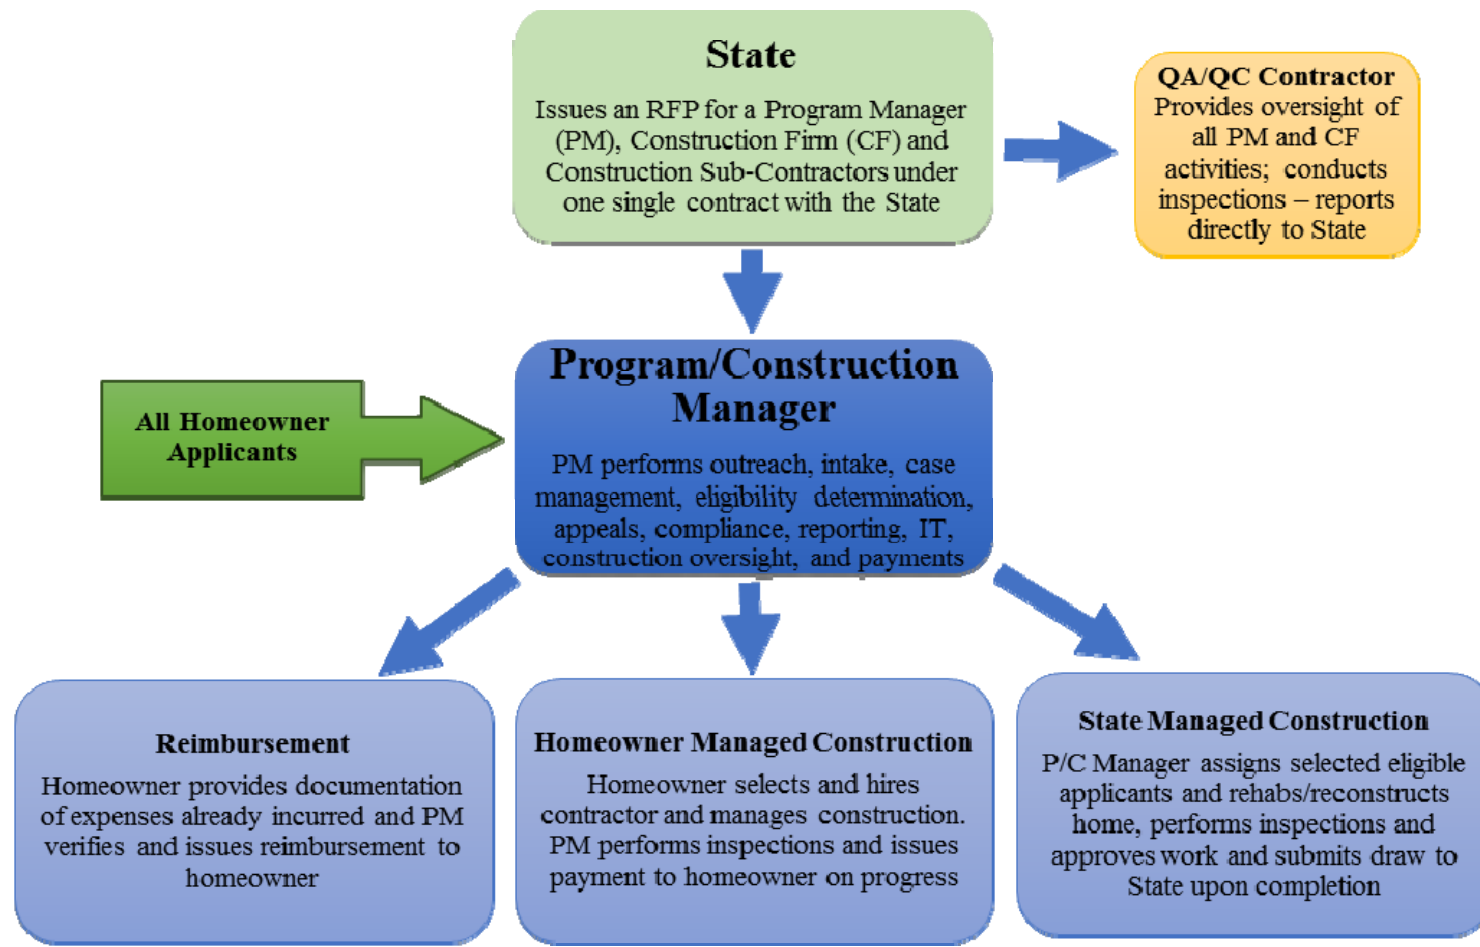 State
Issues an RFP for a Program Manager
(PM), Construction Firm (CF) and
Construction Sub-Contractors under
one single contract with the State
QA/QC Contractor
Provides oversight of
all PM and CF
activities; conducts
inspections – reports
directly to State
All Homeowner
Applicants
Program/Construction
Manager
PM performs outreach, intake, case
management, eligibility determination,
appeals, compliance, reporting, IT,
construction oversight, and payments
Reimbursement
Homeowner provides documentation
of expenses already incurred and PM
verifies and issues reimbursement to
homeowner
Homeowner Managed Construction
Homeowner selects and hires
contractor and manages construction.
PM performs inspections and issues
payment to homeowner on progress
State Managed Construction
P/C Manager assigns selected eligible
applicants and rehabs/reconstructs
home, performs inspections and
approves work and submits draw to
State upon completion